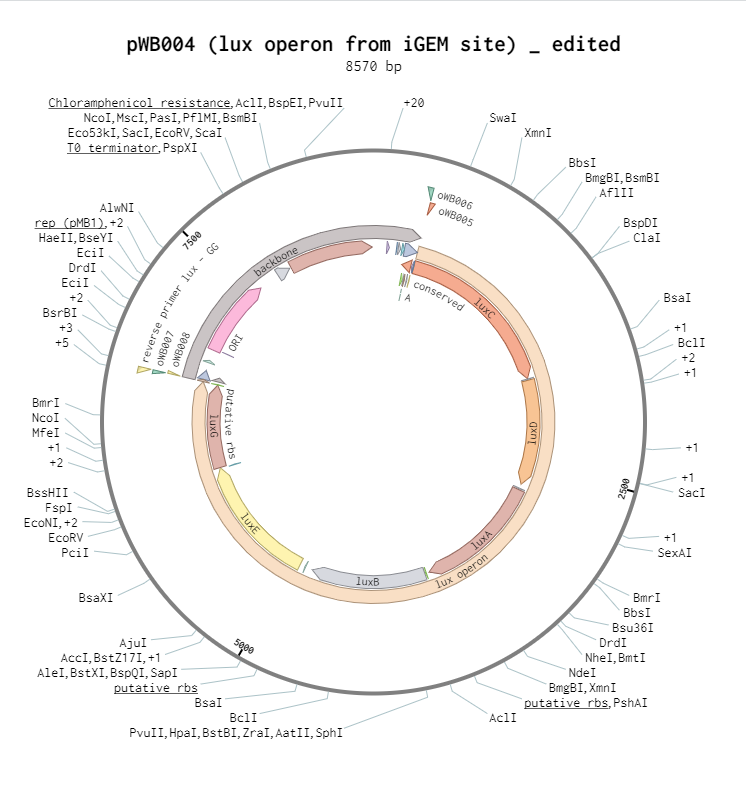 pWB004 (lux operon from iGEM site) _ edited
8570 bp
Chloramphenicol resistance,AclI,BspEI,PvuII
NcoI,MscI,PasI,PflMI,BsmBI
Eco53kI,SacI,EcoRV,ScaI
T0 terminator,PspXI
AlwNI
rep (pMB1),+2
HaeII,BseYI
EciI
DrdI
EciI
+2
BsrBI
+3
+5
BmrI
NcoI
MfeI
+1
+2
BssHII
FspI
EcoNI,+2
EcoRV
PciI
BsaXI
AjuI
AccI,BstZ17I,+1
AleI,BstXI,BspQI,SapI
putative rbs
BsaI
BclI
PvuII,HpaI,BstBI,ZraI,AatII,SphI
+20
SwaI
XmnI
BbsI
BmgBI,BsmBI
AflII
BspDI
ClaI
BsaI
+1
BclI
+2
+1
+1
+1
SacI
+1
SexAI
BmrI
BbsI
Bsu36I
DrdI
NheI,BmtI
NdeI
BmgBI,XmnI
putative rbs,PshAI
AclI
7500
2500
5000
oWB006
oWB005
backbone
reverse primer lux - GG
oWB007
oWB008
ORI
conserved
A
luxC
luxD
luxA
lux operon
luxB
luxE
luxG
putative rbs